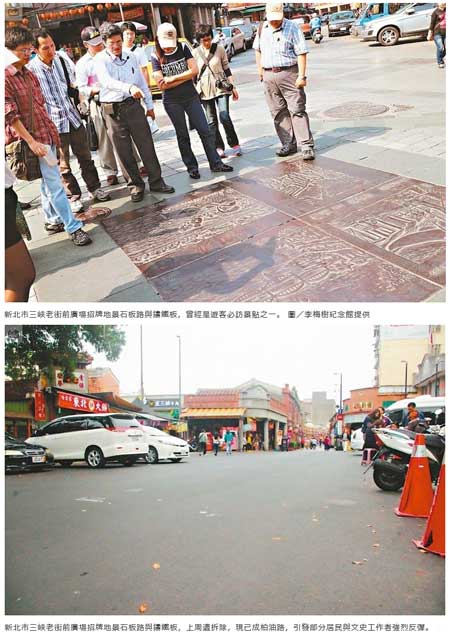 新北市三峽老街前廣場招牌地景石板路與鑄鐵板，曾經是遊客必訪景點之一。 圖／李梅樹紀念館提供
東北
新北市三峽老街前廣場招牌地景石板路與鑄鐵板，上周遭拆除，現已成柏油路，引發部分居民與文史工作者強烈反彈。